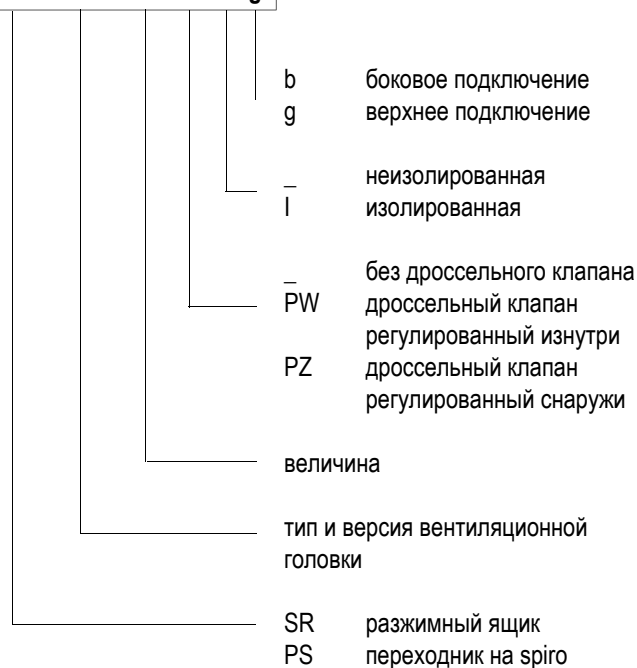 b боковое подключение
g верхнее подключение
_ неизолированная
I изолированная
_ без дроссельного клапана
PW дроссельный клапан
регулированный изнутри
PZ дроссельный клапан
регулированный снаружи
величина
тип и версия вентиляционной
головки
SR разжимный ящик
PS переходник на spiro